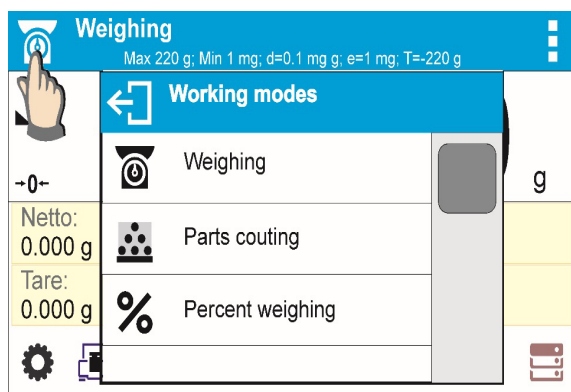 Weighing
Max 220 g; Min 1 mg; d=0.1 mg g; e=1 mg; T=-220 g
Working modes
Weighing
Parts couting
Percent weighing
→0←
g
Netto:
0.000 g
Tare:
0.000 g